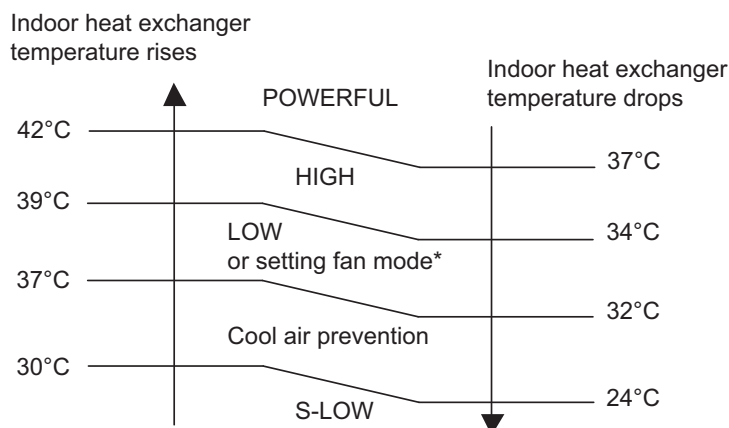 Indoor heat exchanger
temperature rises
Indoor heat exchanger
temperature drops
POWERFUL
42°C
37°C
HIGH
39°C
LOW
or setting fan mode*
34°C
37°C
32°C
Cool air prevention
30°C
24°C
S-LOW